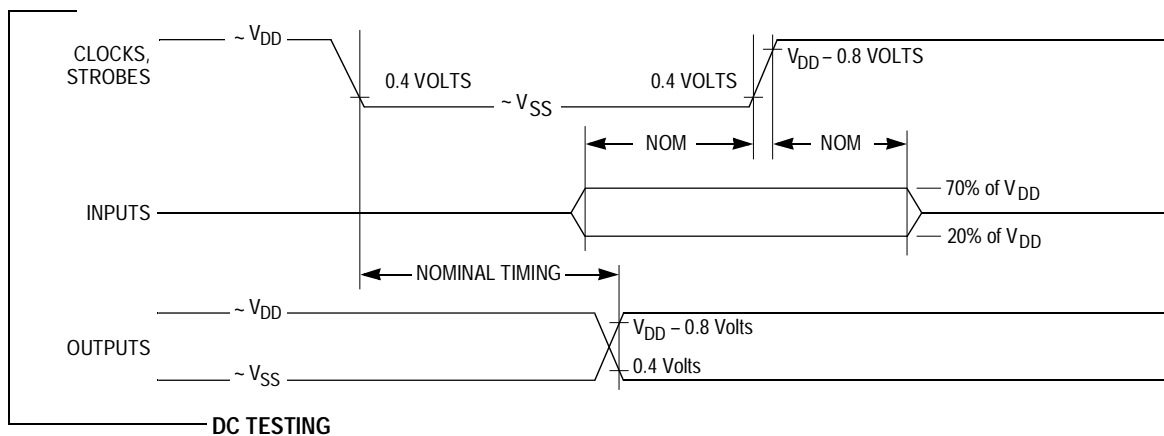 ~ VDD
CLOCKS,
STROBES
VDD – 0.8 VOLTS
0.4 VOLTS
0.4 VOLTS
~ VSS
NOM
NOM
70% of VDD
INPUTS
20% of VDD
NOMINAL TIMING
~ VDD
VDD – 0.8 Volts
OUTPUTS
0.4 Volts
~ VSS
DC TESTING